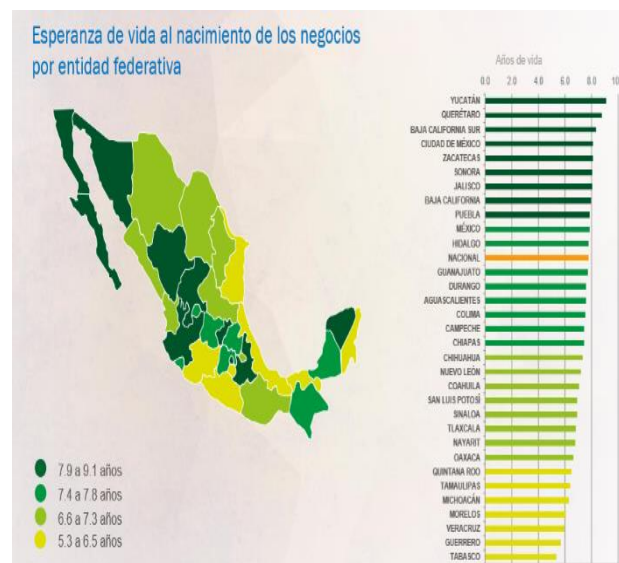 Esperanza de vida al nacimiento de los negocios
por entidad federativa
Años de vida
0.0 2.0 4.0 6.0 8.0
YUCATÁN
QUERÉTARO
BAJA CALIFORNIA SUR
CIUDAD DE MÉXICO
ZACATECAS
SONORA
JALISCO
BAJA CALIFORNIA
PUEBLA
MÉXICO
HIDALGO
NACIONAL
GUANAJUATO
DURANGO
AGUASCALIENTES
COLIMA
CAMPECHE
CHIAPAS
CHIHUAHUA
NUEVO LEÓN
COAHUILA
SAN LUIS POTOSÍ
SINALOA
TLAXCALA
NAYARIT
OAXACA
QUINTANA ROO
TAMAULIPAS
MICHOACÁN
MORELOS
VERACRUZ
GUERRERO
TABASCO
7.9 a 9.1 años
7.4 a 7.8 años
6.6 a 7.3 años
5.3 a 6.5 años